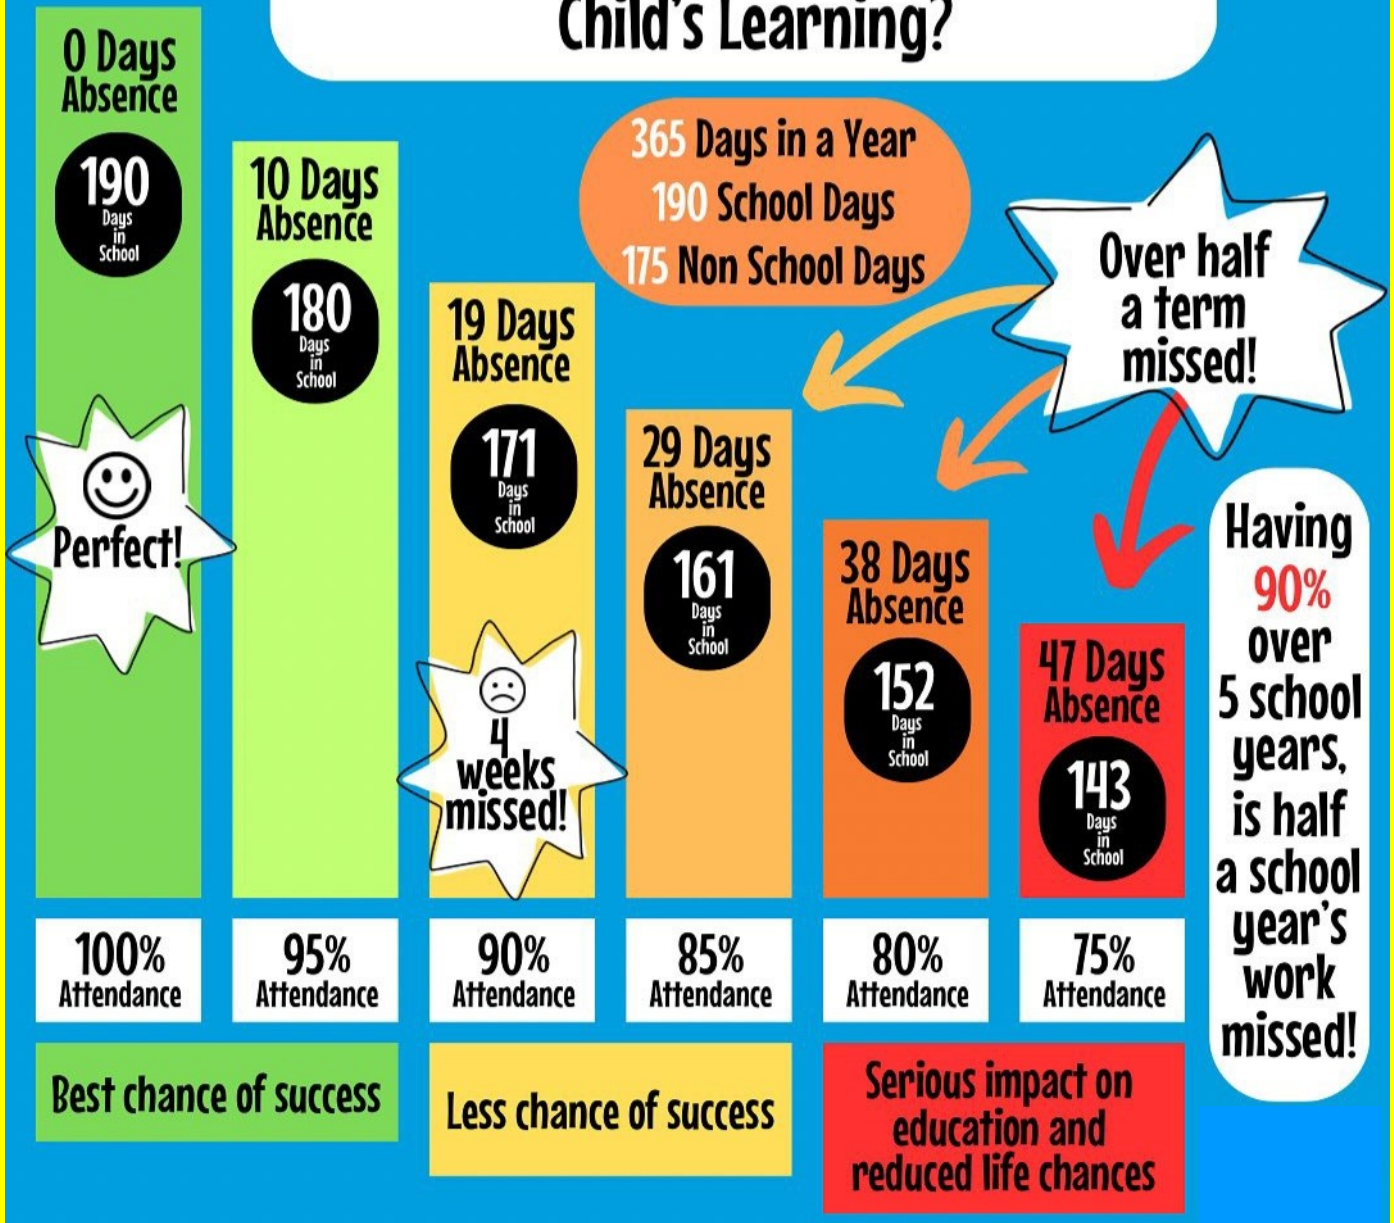 Child's Learning?
0 Days
Absence
190
Days
in
School
Perfect!
10 Days
Absence
180
Days
in
School
19 Days
Absence
171
Days
in
School
4
weeks
missed!
365 Days in a Year
190 School Days
175 Non School Days
29 Days
Absence
161
Days
in
School
38 Days
Absence
152
Days
in
School
Over half
a term
missed!
47 Days
Absence
143
Days
in
School
Having
90%
over
5 school
years,
is half
a school
year's
work
missed!
100%
Attendance
95%
Attendance
90%
Attendance
85%
Attendance
80%
Attendance
75%
Attendance
Best chance of success
Less chance of success
Serious impact on
education and
reduced life chances